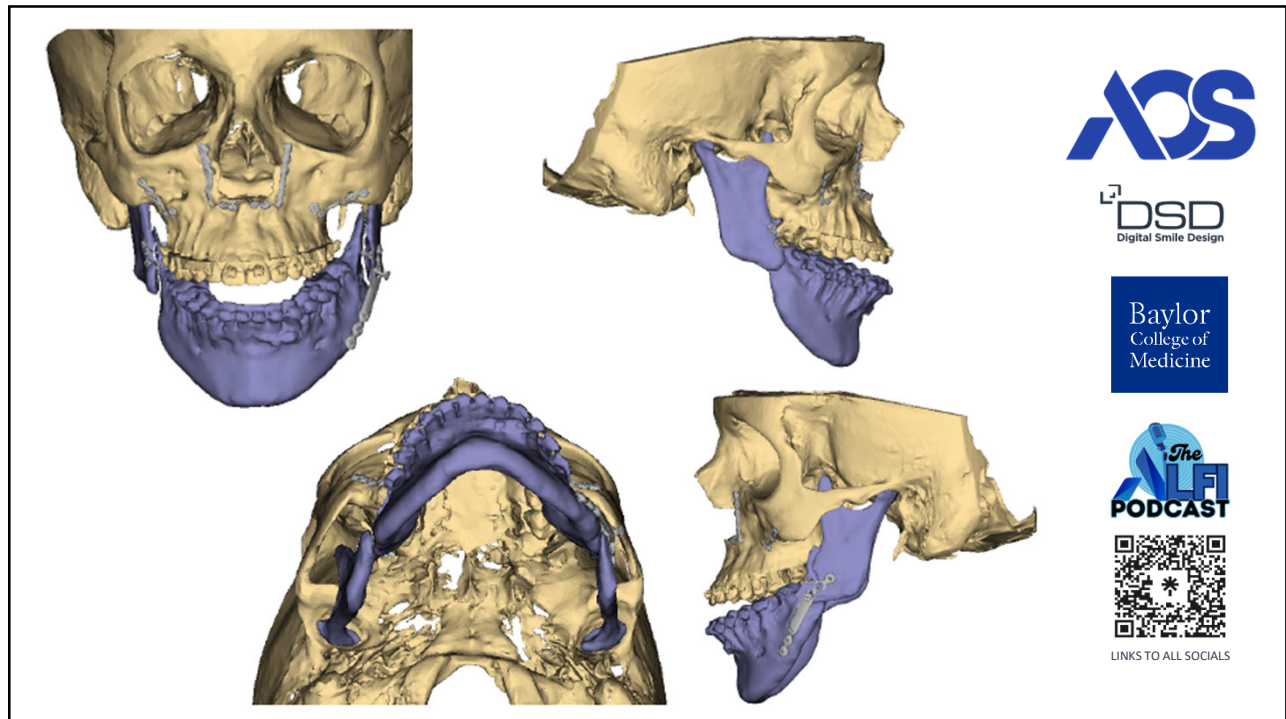 AOS
DSD
Digital Smile Design
Baylor
College of
Medicine
The
ALFI
PODCAST
LINKS TO ALL SOCIALS